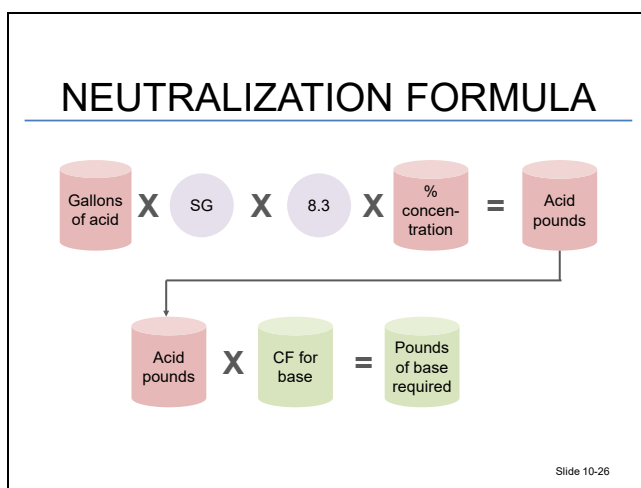 NEUTRALIZATION FORMULA
Gallons
of acid
X
SG
X
8.3
X
%
concen-
tration
=
Acid
pounds
Acid
pounds
X
CF for
base
=
Pounds
of base
required
Slide 10-26